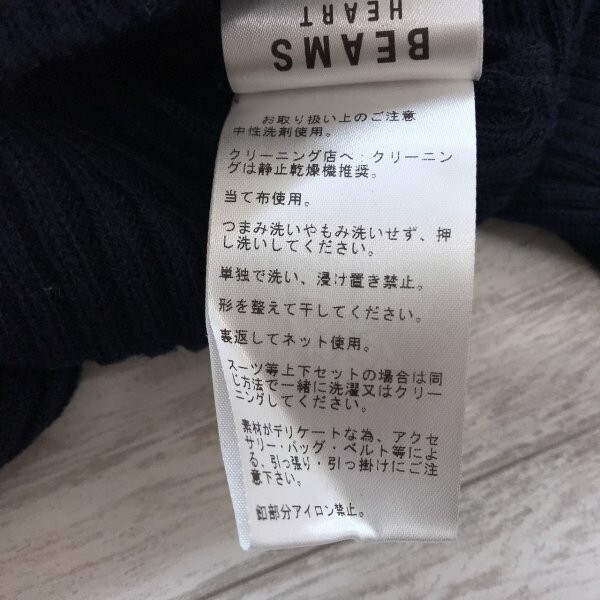 BEAMS
HEART
お取り扱い上のご注意
中性洗剤使用。
クリーニング店へ：クリーニン
グは静止乾燥機推奨。
当て布使用。
つまみ洗いやもみ洗いせず、押
し洗いしてください。
単独で洗い、浸け置き禁止。
形を整えて干してください。
裏返してネット使用。
スーツ等上下セットの場合は同
じ方法で一緒に洗濯又はクリー
ニングしてください。
素材がデリケートな為、アクセ
サリー・バッグ・ベルト等によ
る、引っ張り・引っ掛けにご注
意下さい。
釦部分アイロン禁止。